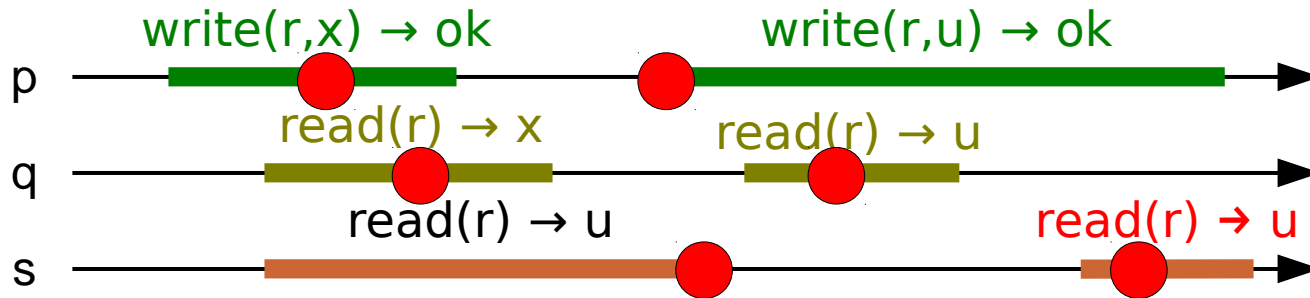 write(r,x) → ok write(r,u) → ok
p
read(r) → x read(r) → u
q
read(r) → u read(r) → u
s